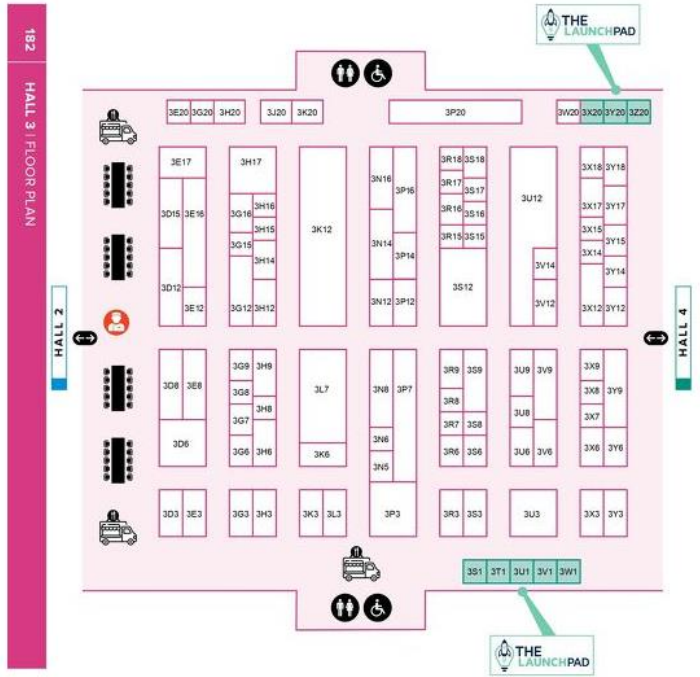 182
HALL 3 | FLOOR PLAN
THE
LAUNCHPAD
3E20 3G20 3H20 3J20 3K20 3P20 3W20 3X20 3Y20 3Z20
3E17 3H17 3K12 3N16 3P16 3R18 3S18 3U12 3X18 3Y18
3R17 3S17
3D15 3E16 3G16 3H16 3R16 3S16 3X17 3Y17
3H15 3R15 3S15 3X15
3G15 3N14 3P14 3Y15
3H14 3V14 3X14
3Y14
3D12 3E12 3G12 3H12 3N12 3P12 3S12 3V12 3X12 3Y12
HALL 2
HALL 4
3D8 3E8 3G9 3H9 3L7 3N8 3P7 3R9 3S9 3U9 3V9 3X9 3Y9
3G8 3H8 3R8 3U8 3X8
3G7 3R7 3S8 3X7
3D6 3G6 3H6 3K6 3N6 3R6 3S6 3U6 3V6 3X6 3Y6
3N5
3D3 3E3 3G3 3H3 3K3 3L3 3P3 3R3 3S3 3U3 3X3 3Y3
3S1 3T1 3U1 3V1 3W1
THE
LAUNCHPAD